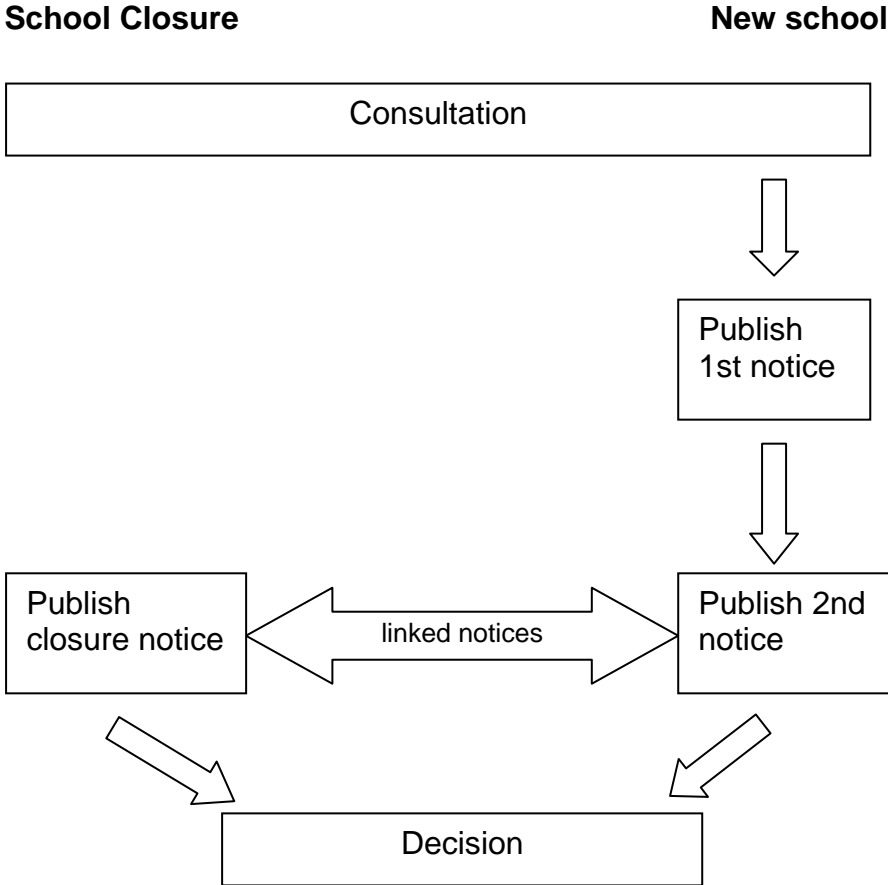 School Closure
New school
Consultation
Publish
1st notice
Publish
closure notice
linked notices
Publish 2nd
notice
Decision